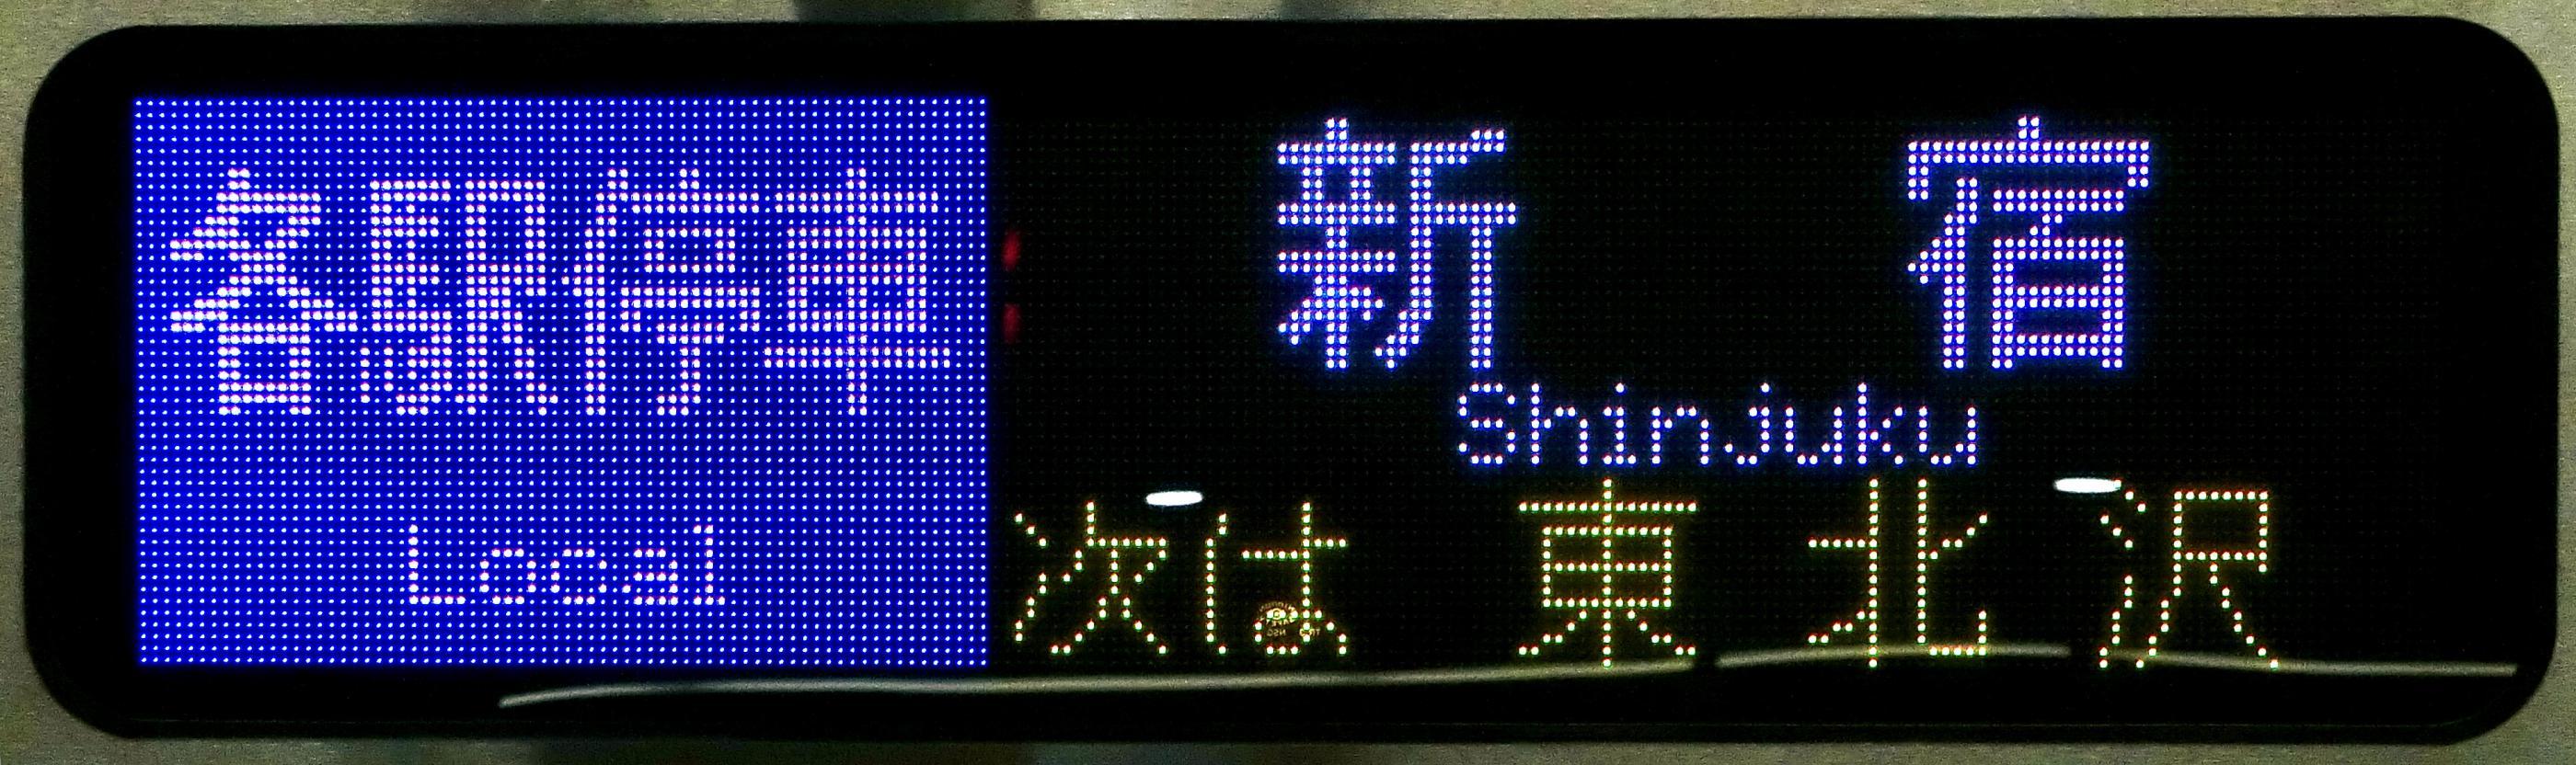 各駅停車
Local
新宿
Shinjuku
次は 東北沢